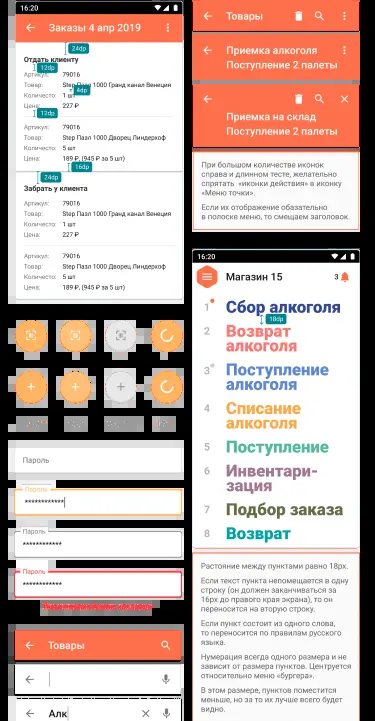 16:20
Заказы 4 апр 2019
24dp
Отдать клиенту
12dp
Артикул: 79016
Товар: Step Пазл 1000 Гранд канал Венеция
4dp
Количесто: 1 шт
Цена: 227 ₽
12dp
Артикул: 79016
Товар: Step Пазл 1000 Дворец Линдерхоф
Количесто: 5 шт
Цена: 189 ₽, (945 ₽ за 5 шт)
16dp
24dp
Забрать у клиента
Артикул: 79016
Товар: Step Пазл 1000 Гранд канал Венеция
Количесто: 1 шт
Цена: 227 ₽
Артикул: 79016
Товар: Step Пазл 1000 Дворец Линдерхоф
Количесто: 5 шт
Цена: 189 ₽, (945 ₽ за 5 шт)
Пароль
Пароль
************
Пароль
************
Пароль
************
Товары
Алк
Товары
Приемка алкоголя
Поступление 2 палеты
Приемка на склад
Поступление 2 палеты
При большом количестве иконок
справа и длинном тексте, желательно
спрятать «иконки действия» в иконку
«Меню точки».
Если их отображение обазательно
в полоске меню, то смещаем заголовок.
16:20
Магазин 15
3
1 Сбор алкоголя
18dp
2 Возврат
алкоголя
3 Поступление
алкоголя
4 Списание
алкоголя
5 Поступление
6 Инвентари-
зация
7 Подбор заказа
8 Возврат
Растояние между пунктами равно 18px.
Если текст пункта непомещается в одну
строку (он должен заканчиваться за
16px до правого края экрана), то он
переносится на вторую строку.
Если пункт состоит из одного слова,
то переносится по правилам русского
языка.
Нумерация всегда одного размера и не
зависит от размера пунктов. Центруется
относительно меню «бургера».
В этом размере, пунктов поместится
меньше, но за то их лучше всего будет
видно.